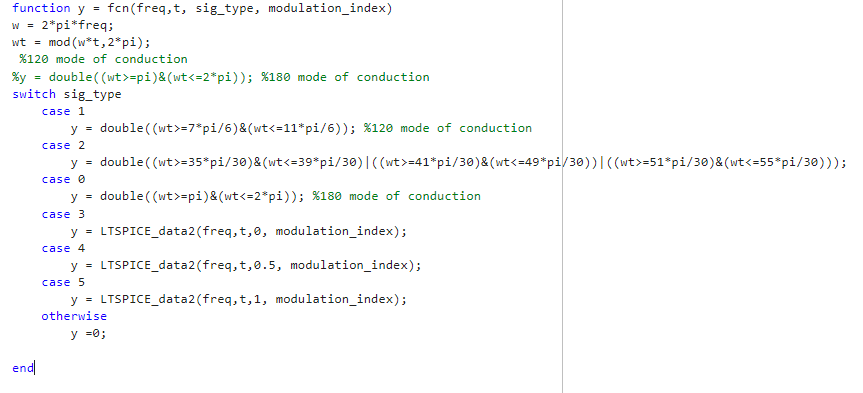 function y = fcn(freq,t, sig_type, modulation_index)
w = 2*pi*freq;
wt = mod(w*t,2*pi);
 %120 mode of conduction
%y = double((wt>=pi)&(wt<=2*pi)); %180 mode of conduction
switch sig_type
    case 1
        y = double((wt>=7*pi/6)&(wt<=11*pi/6)); %120 mode of conduction
    case 2
        y = double((wt>=35*pi/30)&(wt<=39*pi/30)|((wt>=41*pi/30)&(wt<=49*pi/30))|((wt>=51*pi/30)&(wt<=55*pi/30)));
    case 0
        y = double((wt>=pi)&(wt<=2*pi)); %180 mode of conduction
    case 3
        y = LTSPICE_data2(freq,t,0, modulation_index);
    case 4
        y = LTSPICE_data2(freq,t,0.5, modulation_index);
    case 5
        y = LTSPICE_data2(freq,t,1, modulation_index);
    otherwise
        y =0;
end